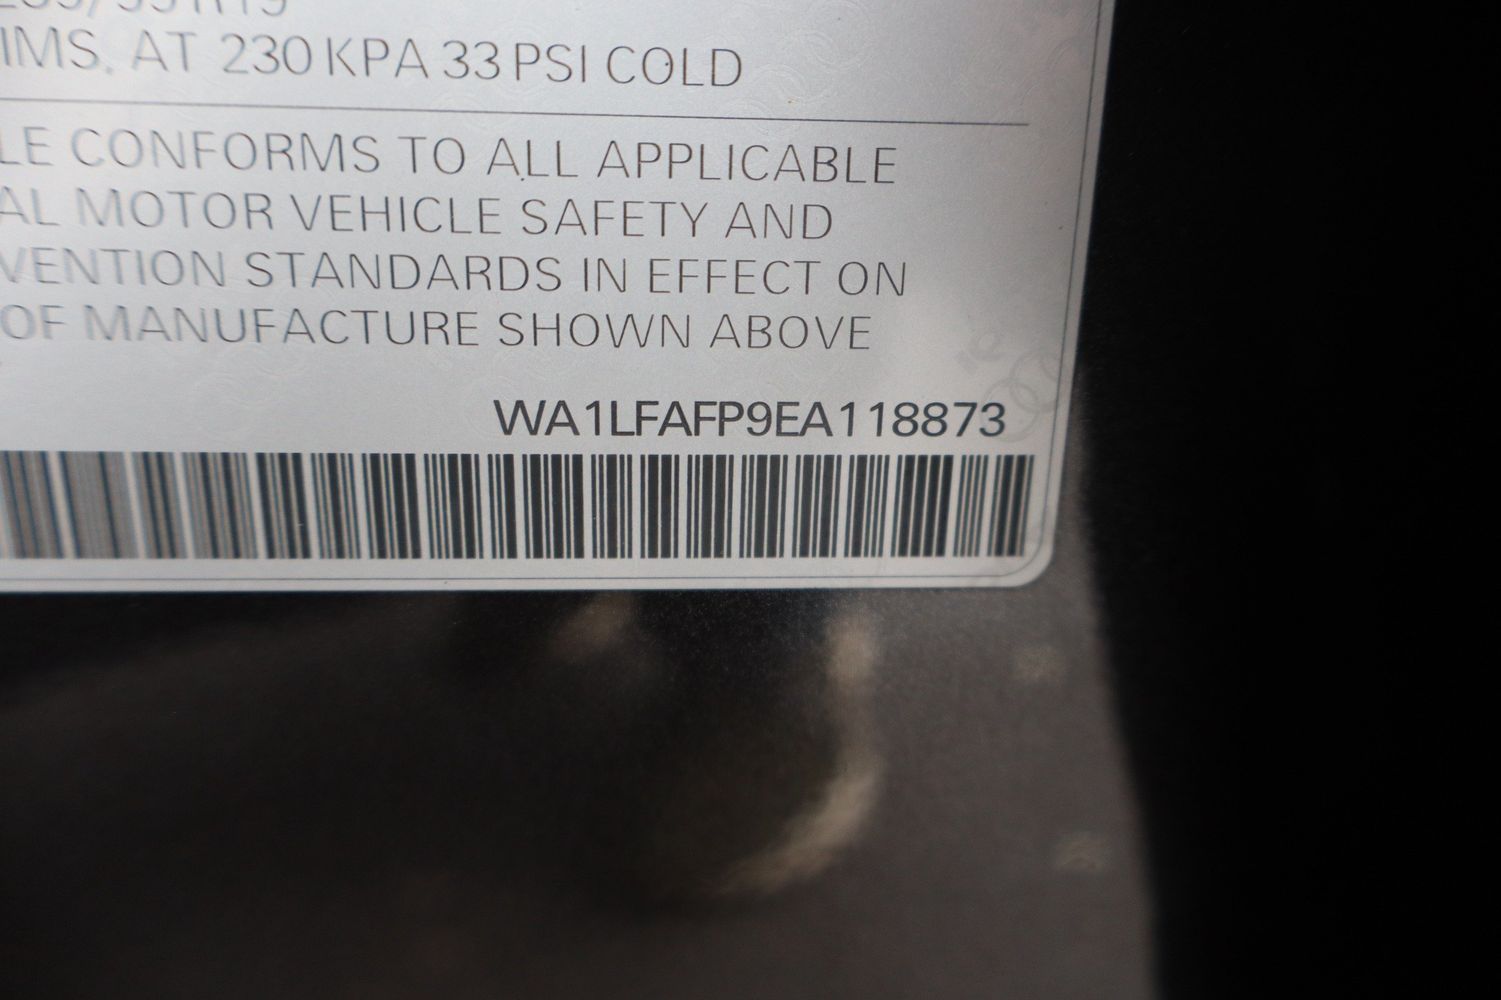 IMS, AT 230 KPA 33 PSI COLD
LE CONFORMS TO ALL APPLICABLE
AL MOTOR VEHICLE SAFETY AND
VENTION STANDARDS IN EFFECT ON
OF MANUFACTURE SHOWN ABOVE
WA1LFAFP9EA118873